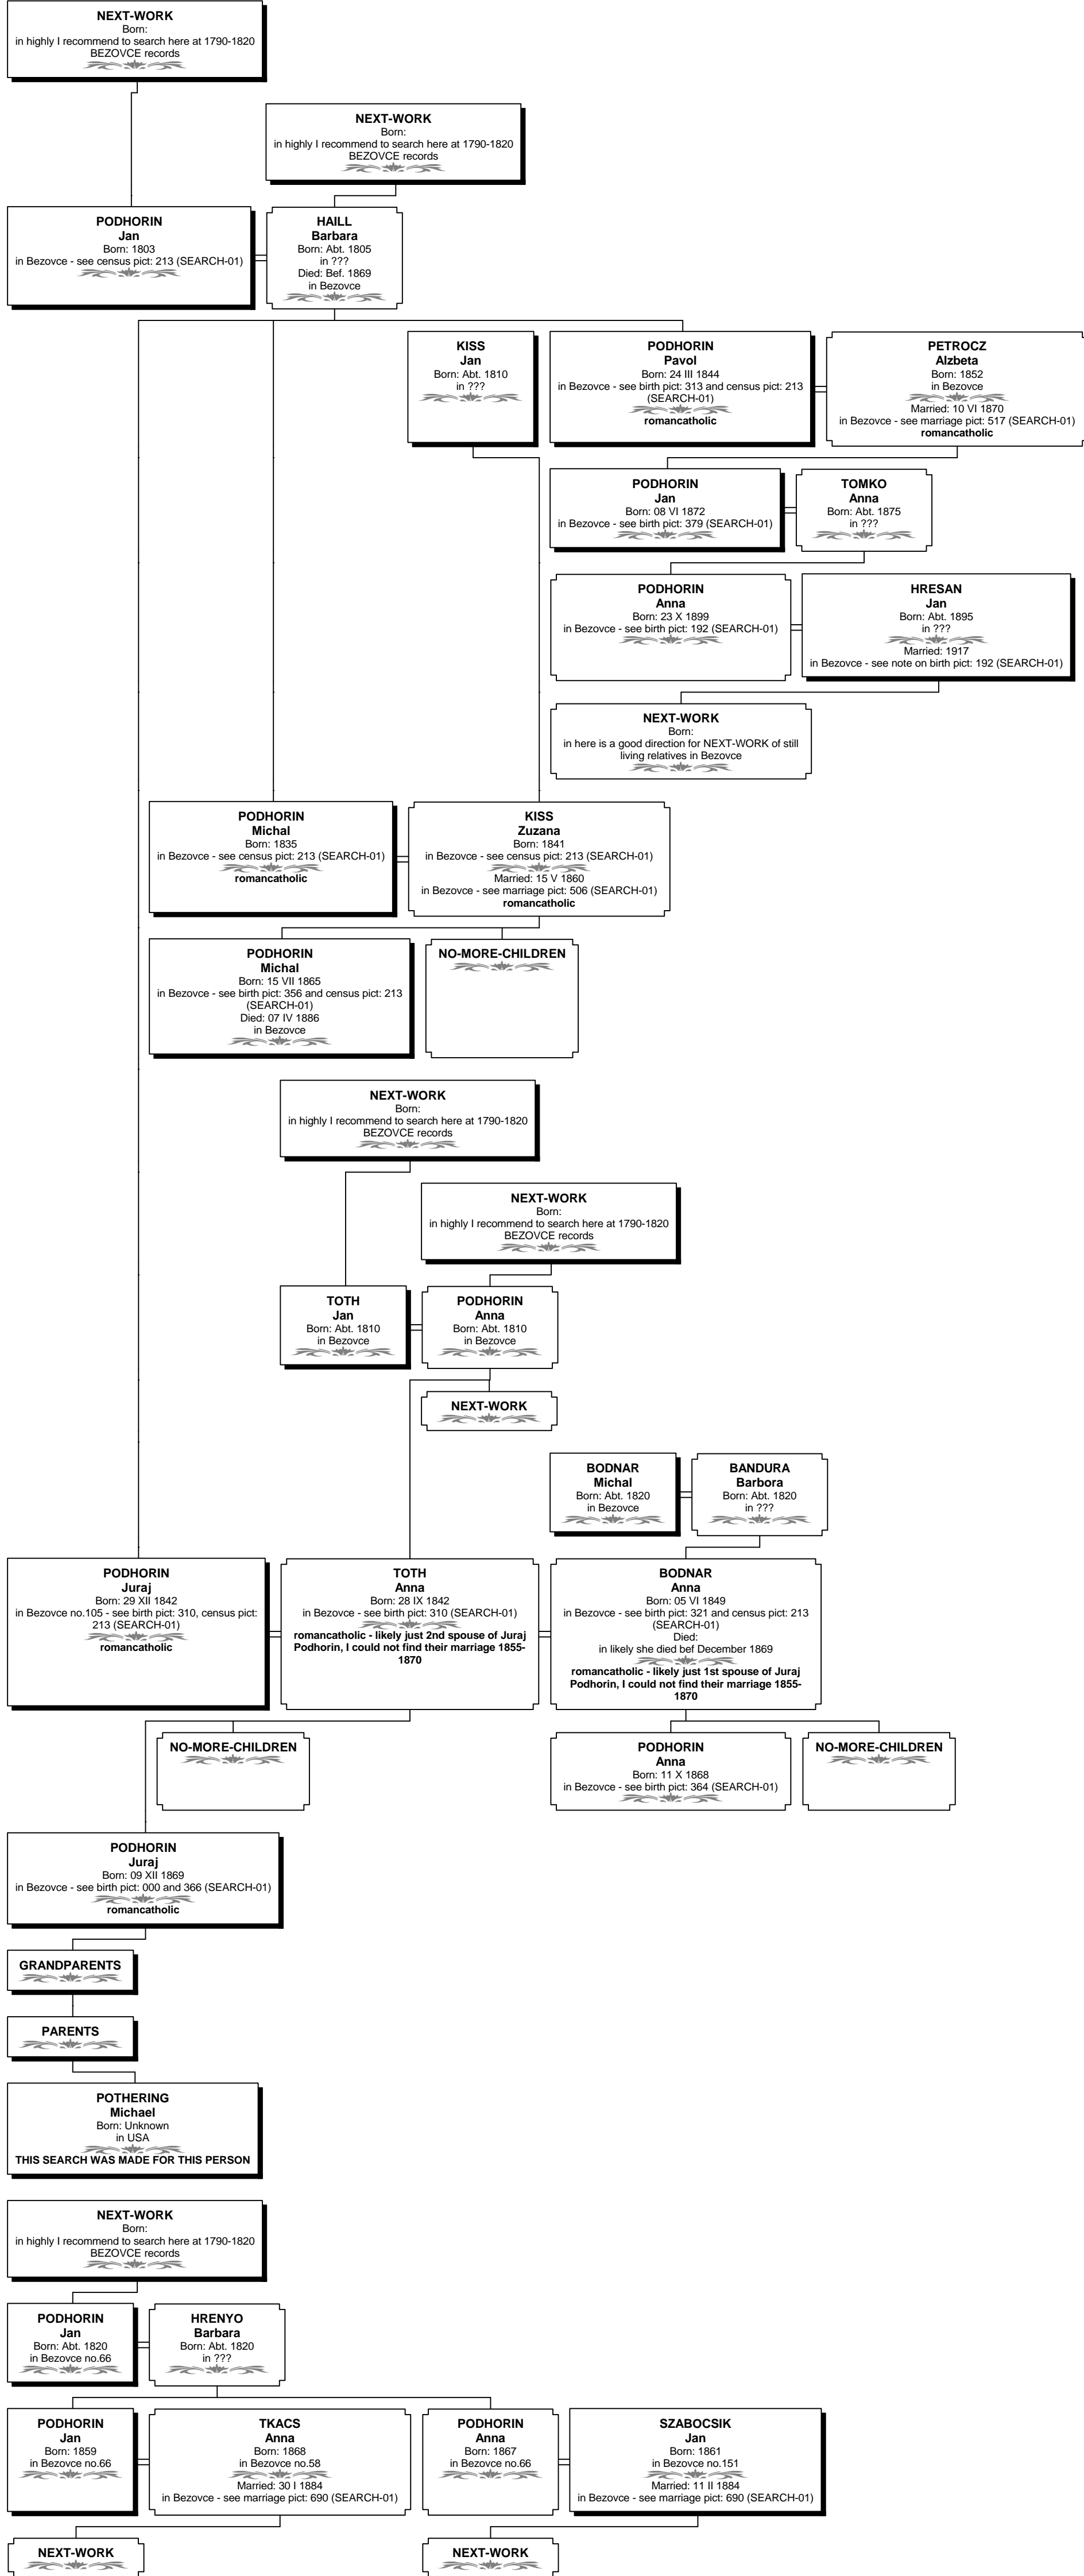 NEXT-WORK
Born:
in highly I recommend to search here at 1790-1820
BEZOVCE records
NEXT-WORK
Born:
in highly I recommend to search here at 1790-1820
BEZOVCE records
PODHORIN
Jan
Born: 1803
in Bezovce - see census pict: 213 (SEARCH-01)
HAILL
Barbara
Born: Abt. 1805
in ???
Died: Bef. 1869
in Bezovce
KISS
Jan
Born: Abt. 1810
in ???
PODHORIN
Pavol
Born: 24 III 1844
in Bezovce - see birth pict: 313 and census pict: 213
(SEARCH-01)
romancatholic
PETROCZ
Alzbeta
Born: 1852
in Bezovce
Married: 10 VI 1870
in Bezovce - see marriage pict: 517 (SEARCH-01)
romancatholic
PODHORIN
Jan
Born: 08 VI 1872
in Bezovce - see birth pict: 379 (SEARCH-01)
TOMKO
Anna
Born: Abt. 1875
in ???
PODHORIN
Anna
Born: 23 X 1899
in Bezovce - see birth pict: 192 (SEARCH-01)
HRESAN
Jan
Born: Abt. 1895
in ???
Married: 1917
in Bezovce - see note on birth pict: 192 (SEARCH-01)
NEXT-WORK
Born:
in here is a good direction for NEXT-WORK of still
living relatives in Bezovce
PODHORIN
Michal
Born: 1835
in Bezovce - see census pict: 213 (SEARCH-01)
romancatholic
KISS
Zuzana
Born: 1841
in Bezovce - see census pict: 213 (SEARCH-01)
Married: 15 V 1860
in Bezovce - see marriage pict: 506 (SEARCH-01)
romancatholic
PODHORIN
Michal
Born: 15 VII 1865
in Bezovce - see birth pict: 356 and census pict: 213
(SEARCH-01)
Died: 07 IV 1886
in Bezovce
NO-MORE-CHILDREN
NEXT-WORK
Born:
in highly I recommend to search here at 1790-1820
BEZOVCE records
NEXT-WORK
Born:
in highly I recommend to search here at 1790-1820
BEZOVCE records
TOTH
Jan
Born: Abt. 1810
in Bezovce
PODHORIN
Anna
Born: Abt. 1810
in Bezovce
NEXT-WORK
BODNAR
Michal
Born: Abt. 1820
in Bezovce
BANDURA
Barbora
Born: Abt. 1820
in ???
PODHORIN
Juraj
Born: 29 XII 1842
in Bezovce no.105 - see birth pict: 310, census pict:
213 (SEARCH-01)
romancatholic
TOTH
Anna
Born: 28 IX 1842
in Bezovce - see birth pict: 310 (SEARCH-01)
romancatholic - likely just 2nd spouse of Juraj
Podhorin, I could not find their marriage 1855-
1870
BODNAR
Anna
Born: 05 VI 1849
in Bezovce - see birth pict: 321 and census pict: 213
(SEARCH-01)
Died:
in likely she died bef December 1869
romancatholic - likely just 1st spouse of Juraj
Podhorin, I could not find their marriage 1855-
1870
NO-MORE-CHILDREN
PODHORIN
Anna
Born: 11 X 1868
in Bezovce - see birth pict: 364 (SEARCH-01)
NO-MORE-CHILDREN
PODHORIN
Juraj
Born: 09 XII 1869
in Bezovce - see birth pict: 000 and 366 (SEARCH-01)
romancatholic
GRANDPARENTS
PARENTS
POTHERING
Michael
Born: Unknown
in USA
THIS SEARCH WAS MADE FOR THIS PERSON
NEXT-WORK
Born:
in highly I recommend to search here at 1790-1820
BEZOVCE records
PODHORIN
Jan
Born: Abt. 1820
in Bezovce no.66
HRENYO
Barbara
Born: Abt. 1820
in ???
PODHORIN
Jan
Born: 1859
in Bezovce no.66
TKACS
Anna
Born: 1868
in Bezovce no.58
Married: 30 I 1884
in Bezovce - see marriage pict: 690 (SEARCH-01)
PODHORIN
Anna
Born: 1867
in Bezovce no.66
SZABOCSIK
Jan
Born: 1861
in Bezovce no.151
Married: 11 II 1884
in Bezovce - see marriage pict: 690 (SEARCH-01)
NEXT-WORK
NEXT-WORK